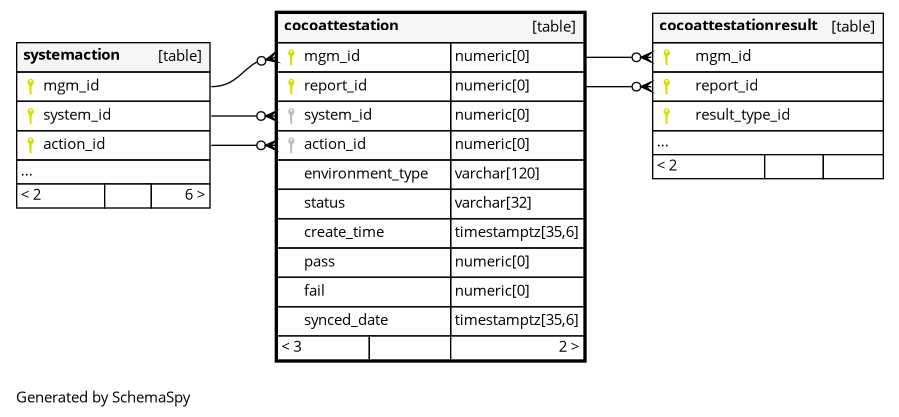 systemaction [table]
mgm_id
system_id
action_id
...
< 2 6 >
cocoattestation [table]
mgm_id numeric[0]
report_id numeric[0]
system_id numeric[0]
action_id numeric[0]
environment_type varchar[120]
status varchar[32]
create_time timestamptz[35,6]
pass numeric[0]
fail numeric[0]
synced_date timestamptz[35,6]
< 3 2 >
cocoattestationresult [table]
mgm_id
report_id
result_type_id
...
< 2
Generated by SchemaSpy